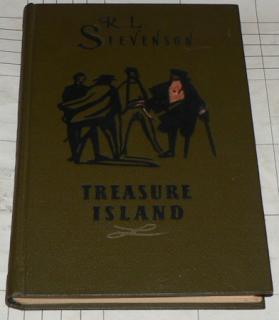 R. L.
STEVENSON
TREASURE
ISLAND